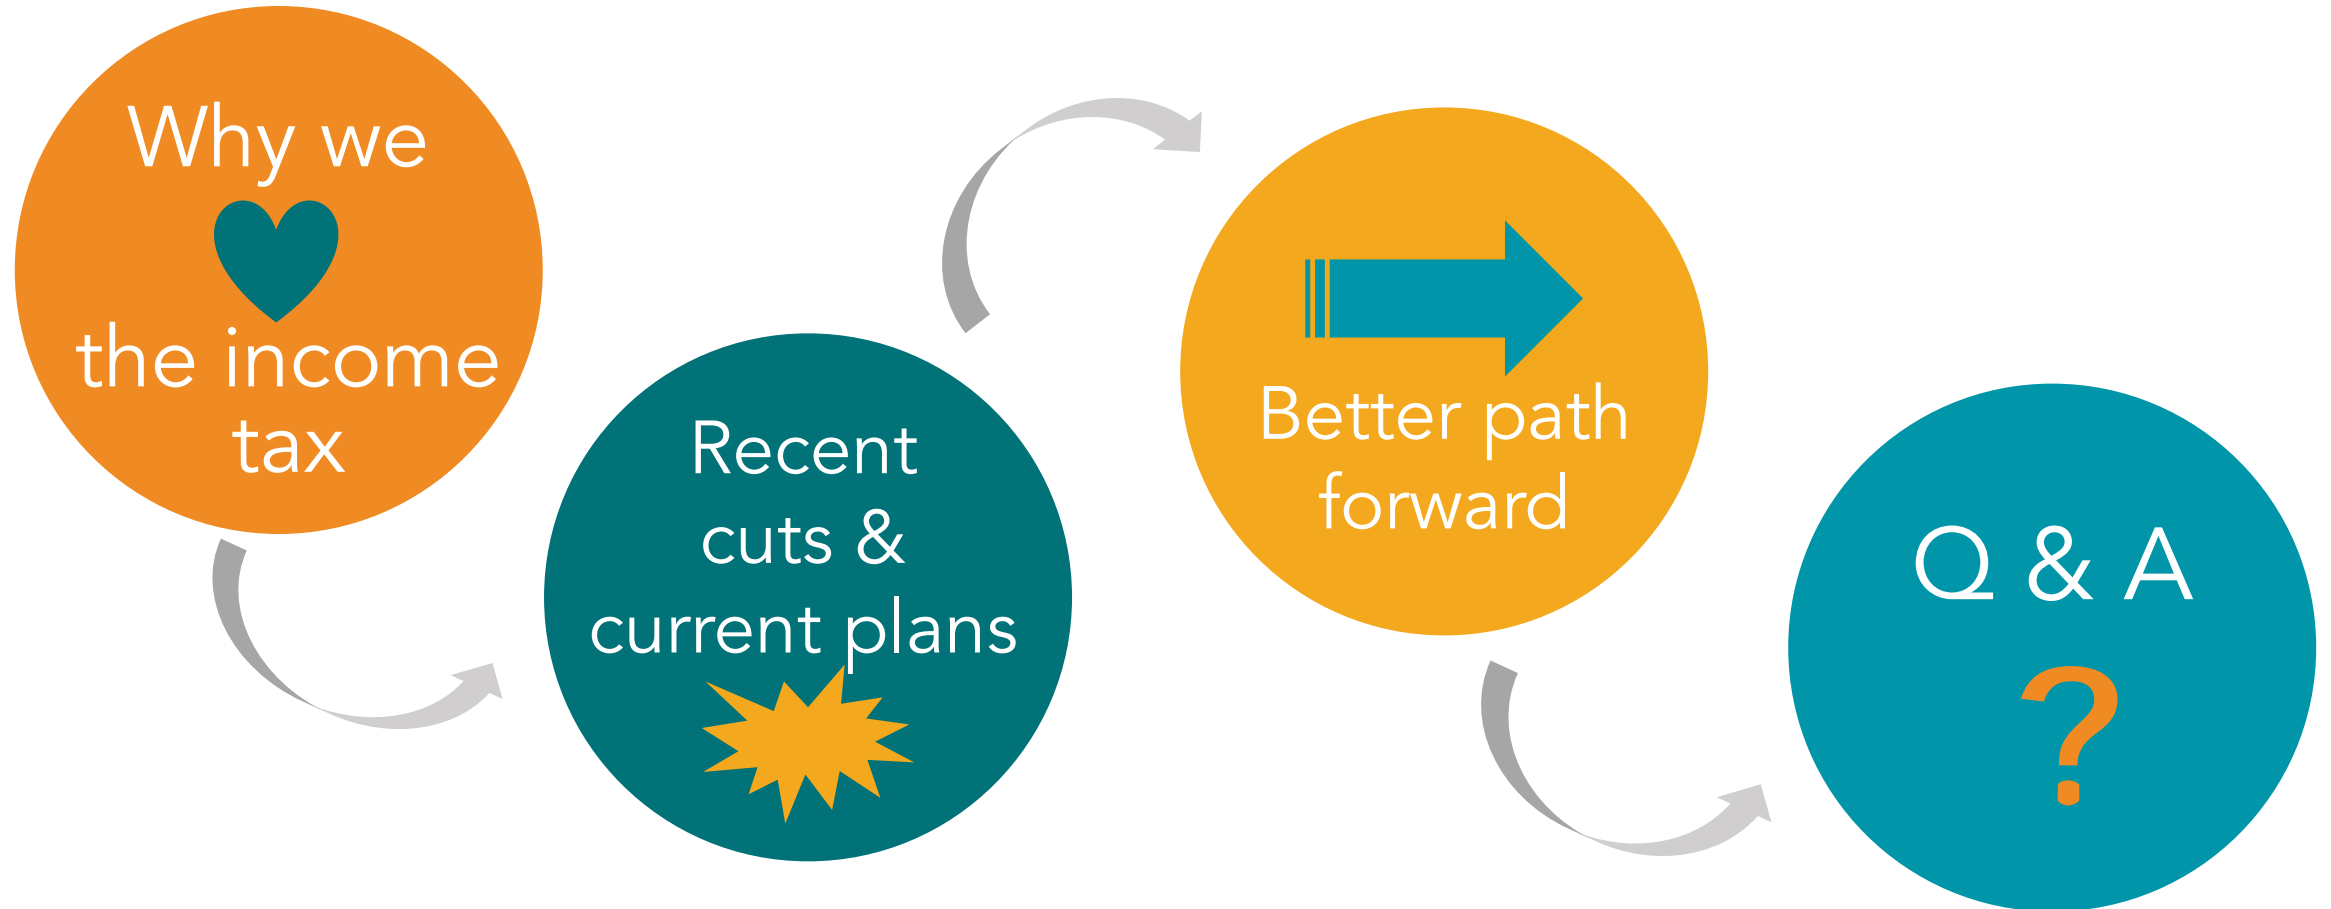 Why we
the income
tax
Recent
cuts &
current plans
Better path
forward
Q & A
?